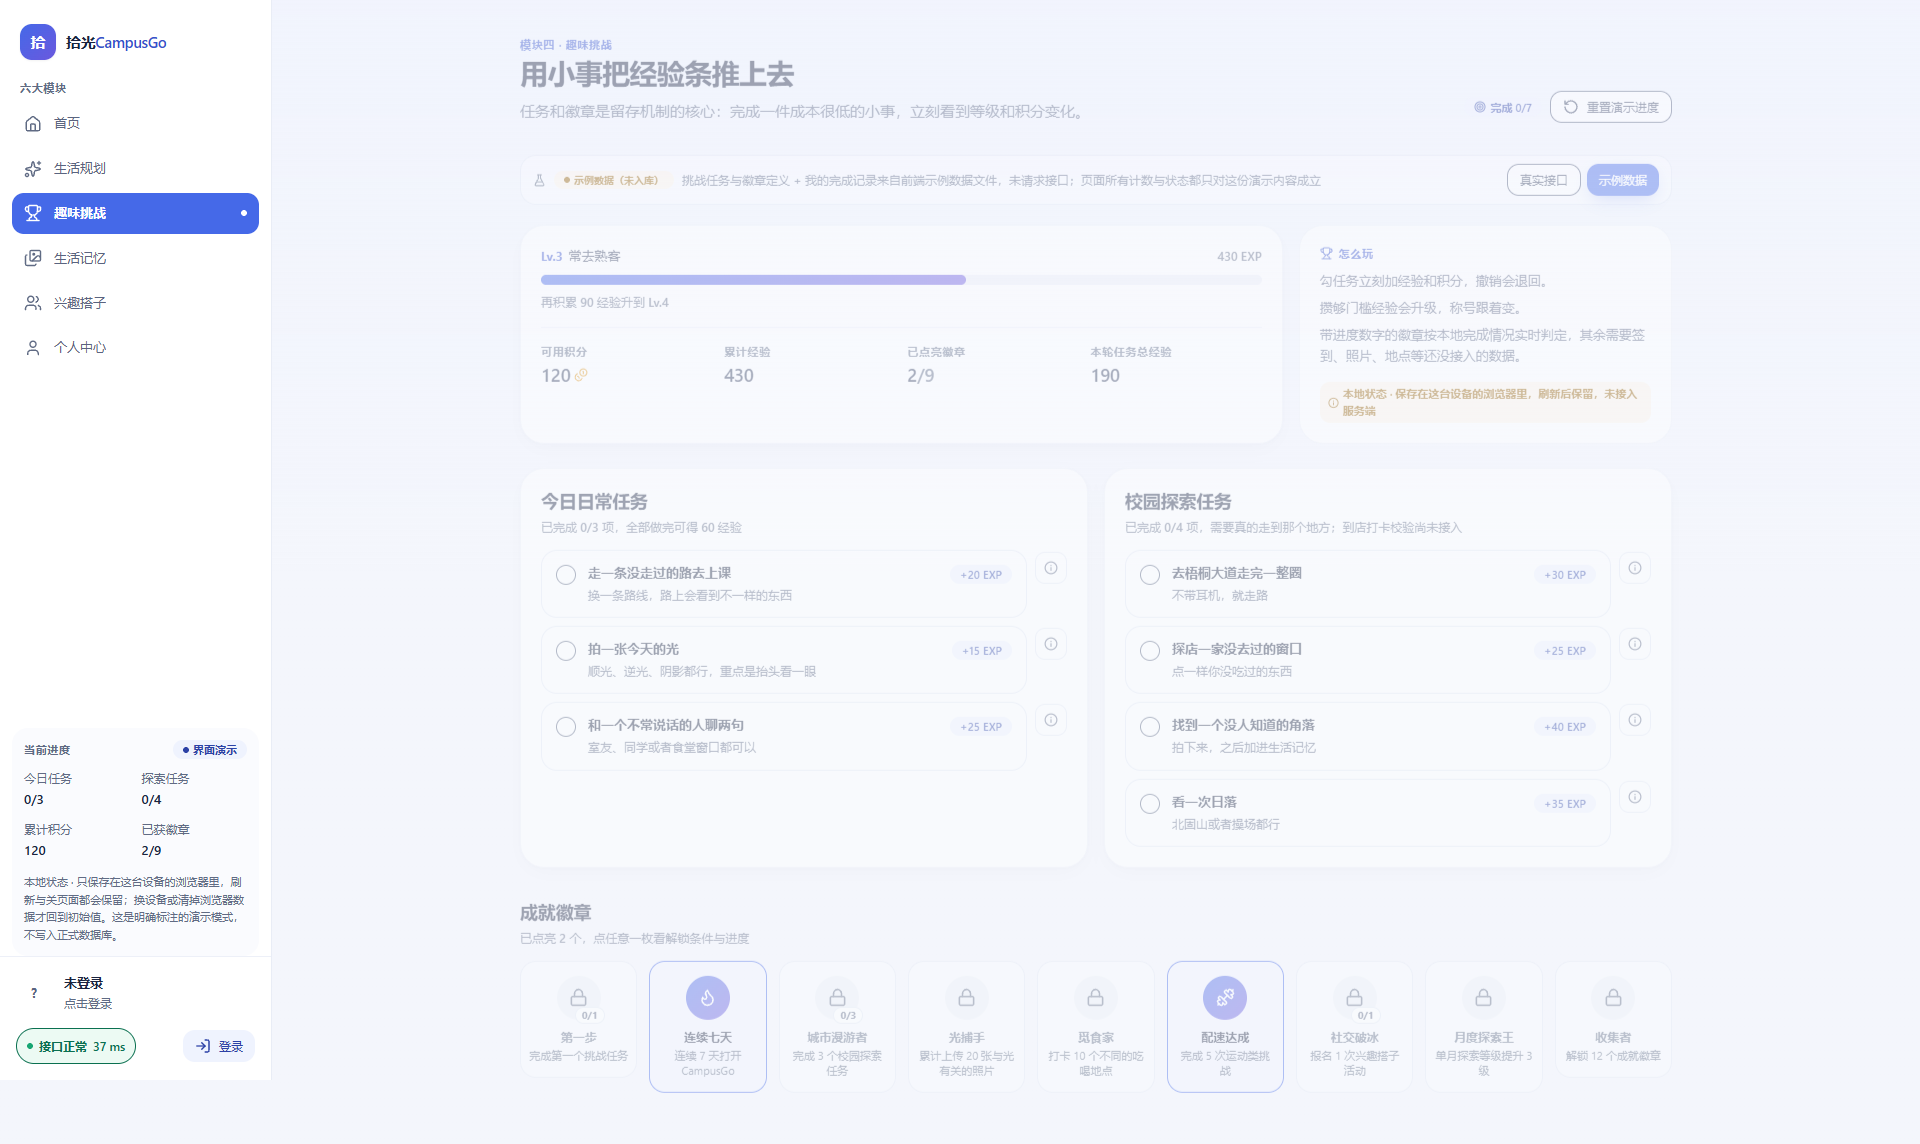 拾
拾光CampusGo
六大模块
首页
生活规划
趣味挑战
生活记忆
兴趣搭子
个人中心
当前进度
界面演示
今日任务
探索任务
0/3
0/4
累计积分
已获徽章
120
2/9
本地状态 · 只保存在这台设备的浏览器里，刷
新与关页面都会保留；换设备或清掉浏览器数
据才回到初始值。这是明确标注的演示模式，
不写入正式数据库。
?
未登录
点击登录
接口正常 37 ms
登录
模块四 · 趣味挑战
用小事把经验条推上去
任务和徽章是留存机制的核心：完成一件成本很低的小事，立刻看到等级和积分变化。
完成 0/7
重置演示进度
示例数据（未入库）
挑战任务与徽章定义 + 我的完成记录来自前端示例数据文件，未请求接口；页面所有计数与状态都只对这份演示内容成立
真实接口
示例数据
Lv.3 常去熟客
430 EXP
再积累 90 经验升到 Lv.4
可用积分
累计经验
已点亮徽章
本轮任务总经验
120
430
2/9
190
怎么玩
勾任务立刻加经验和积分，撤销会退回。
攒够门槛经验会升级，称号跟着变。
带进度数字的徽章按本地完成情况实时判定，其余需要签
到、照片、地点等还没接入的数据。
本地状态 · 保存在这台设备的浏览器里，刷新后保留，未接入
服务端
今日日常任务
已完成 0/3 项，全部做完可得 60 经验
走一条没走过的路去上课
+20 EXP
换一条路线，路上会看到不一样的东西
拍一张今天的光
+15 EXP
顺光、逆光、阴影都行，重点是抬头看一眼
和一个不常说话的人聊两句
+25 EXP
室友、同学或者食堂窗口都可以
校园探索任务
已完成 0/4 项，需要真的走到那个地方；到店打卡校验尚未接入
去梧桐大道走完一整圈
+30 EXP
不带耳机，就走路
探店一家没去过的窗口
+25 EXP
点一样你没吃过的东西
找到一个没人知道的角落
+40 EXP
拍下来，之后加进生活记忆
看一次日落
+35 EXP
北固山或者操场都行
成就徽章
已点亮 2 个，点任意一枚看解锁条件与进度
0/1
第一步
完成第一个挑战任务
连续七天
连续 7 天打开
CampusGo
0/3
城市漫游者
完成 3 个校园探索
任务
光捕手
累计上传 20 张与光
有关的照片
觅食家
打卡 10 个不同的吃
喝地点
配速达成
完成 5 次运动类挑
战
0/1
社交破冰
报名 1 次兴趣搭子
活动
月度探索王
单月探索等级提升 3
级
收集者
解锁 12 个成就徽章